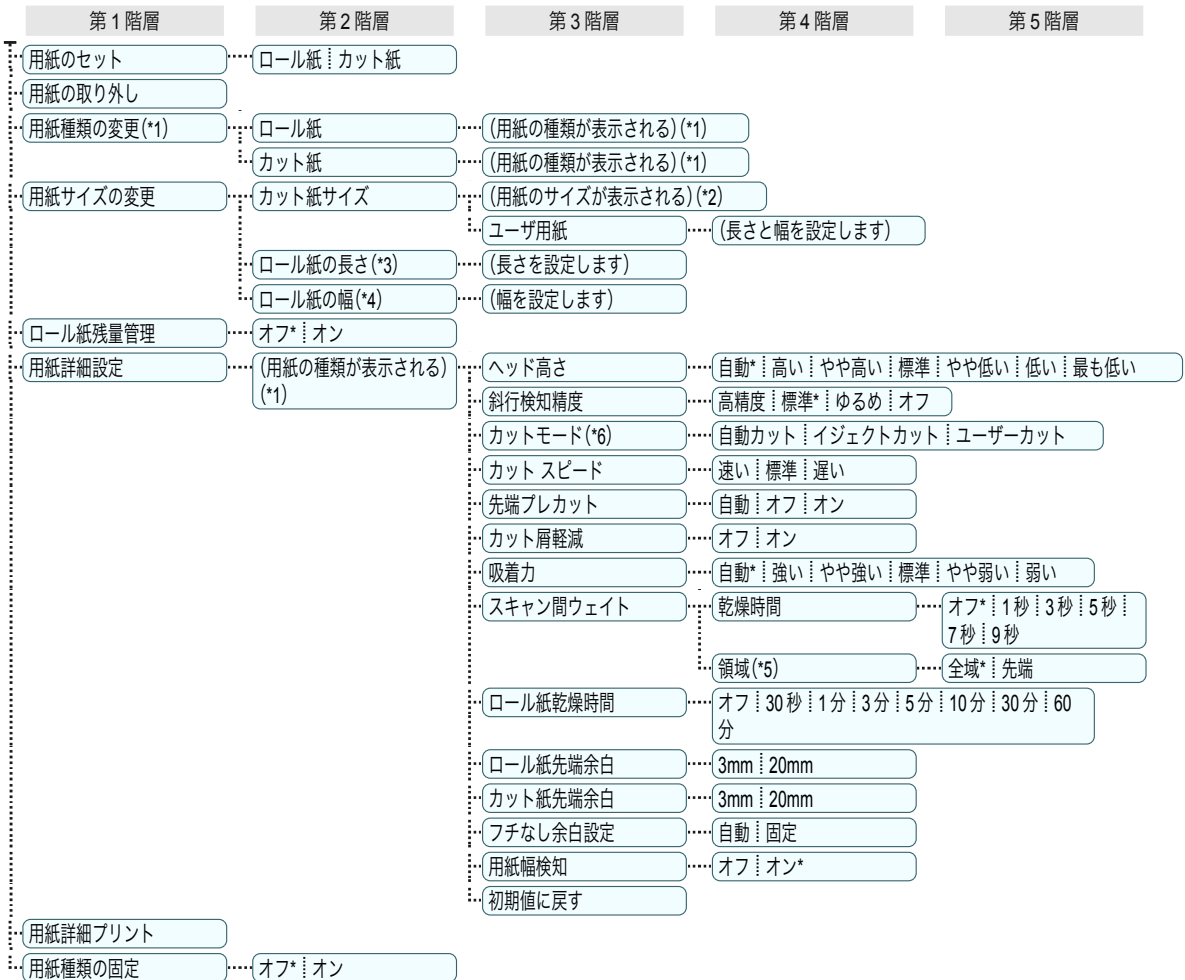 第1階層 第2階層 第3階層 第4階層 第5階層
用紙のセット ロール紙┊カット紙
用紙の取り外し
用紙種類の変更(*1) ロール紙 (用紙の種類が表示される)(*1)
カット紙 (用紙の種類が表示される)(*1)
用紙サイズの変更 カット紙サイズ (用紙のサイズが表示される)(*2)
ユーザ用紙 (長さと幅を設定します)
ロール紙の長さ(*3) (長さを設定します)
ロール紙の幅(*4) (幅を設定します)
ロール紙残量管理 オフ*┊オン
用紙詳細設定 (用紙の種類が表示される) ヘッド高さ 自動*┊高い┊やや高い┊標準┊やや低い┊低い┊最も低い
(*1)
斜行検知精度 高精度┊標準*┊ゆるめ┊オフ
カットモード(*6) 自動カット┊イジェクトカット┊ユーザーカット
カット スピード 速い┊標準┊遅い
先端プレカット 自動┊オフ┊オン
カット屑軽減 オフ┊オン
吸着力 自動*┊強い┊やや強い┊標準┊やや弱い┊弱い
スキャン間ウェイト 乾燥時間 オフ*┊1秒┊3秒┊5秒┊
7秒┊9秒
領域(*5) 全域*┊先端
ロール紙乾燥時間 オフ┊30秒┊1分┊3分┊5分┊10分┊30分┊60
分
ロール紙先端余白 3mm┊20mm
カット紙先端余白 3mm┊20mm
フチなし余白設定 自動┊固定
用紙幅検知 オフ┊オン*
初期値に戻す
用紙詳細プリント
用紙種類の固定 オフ*┊オン